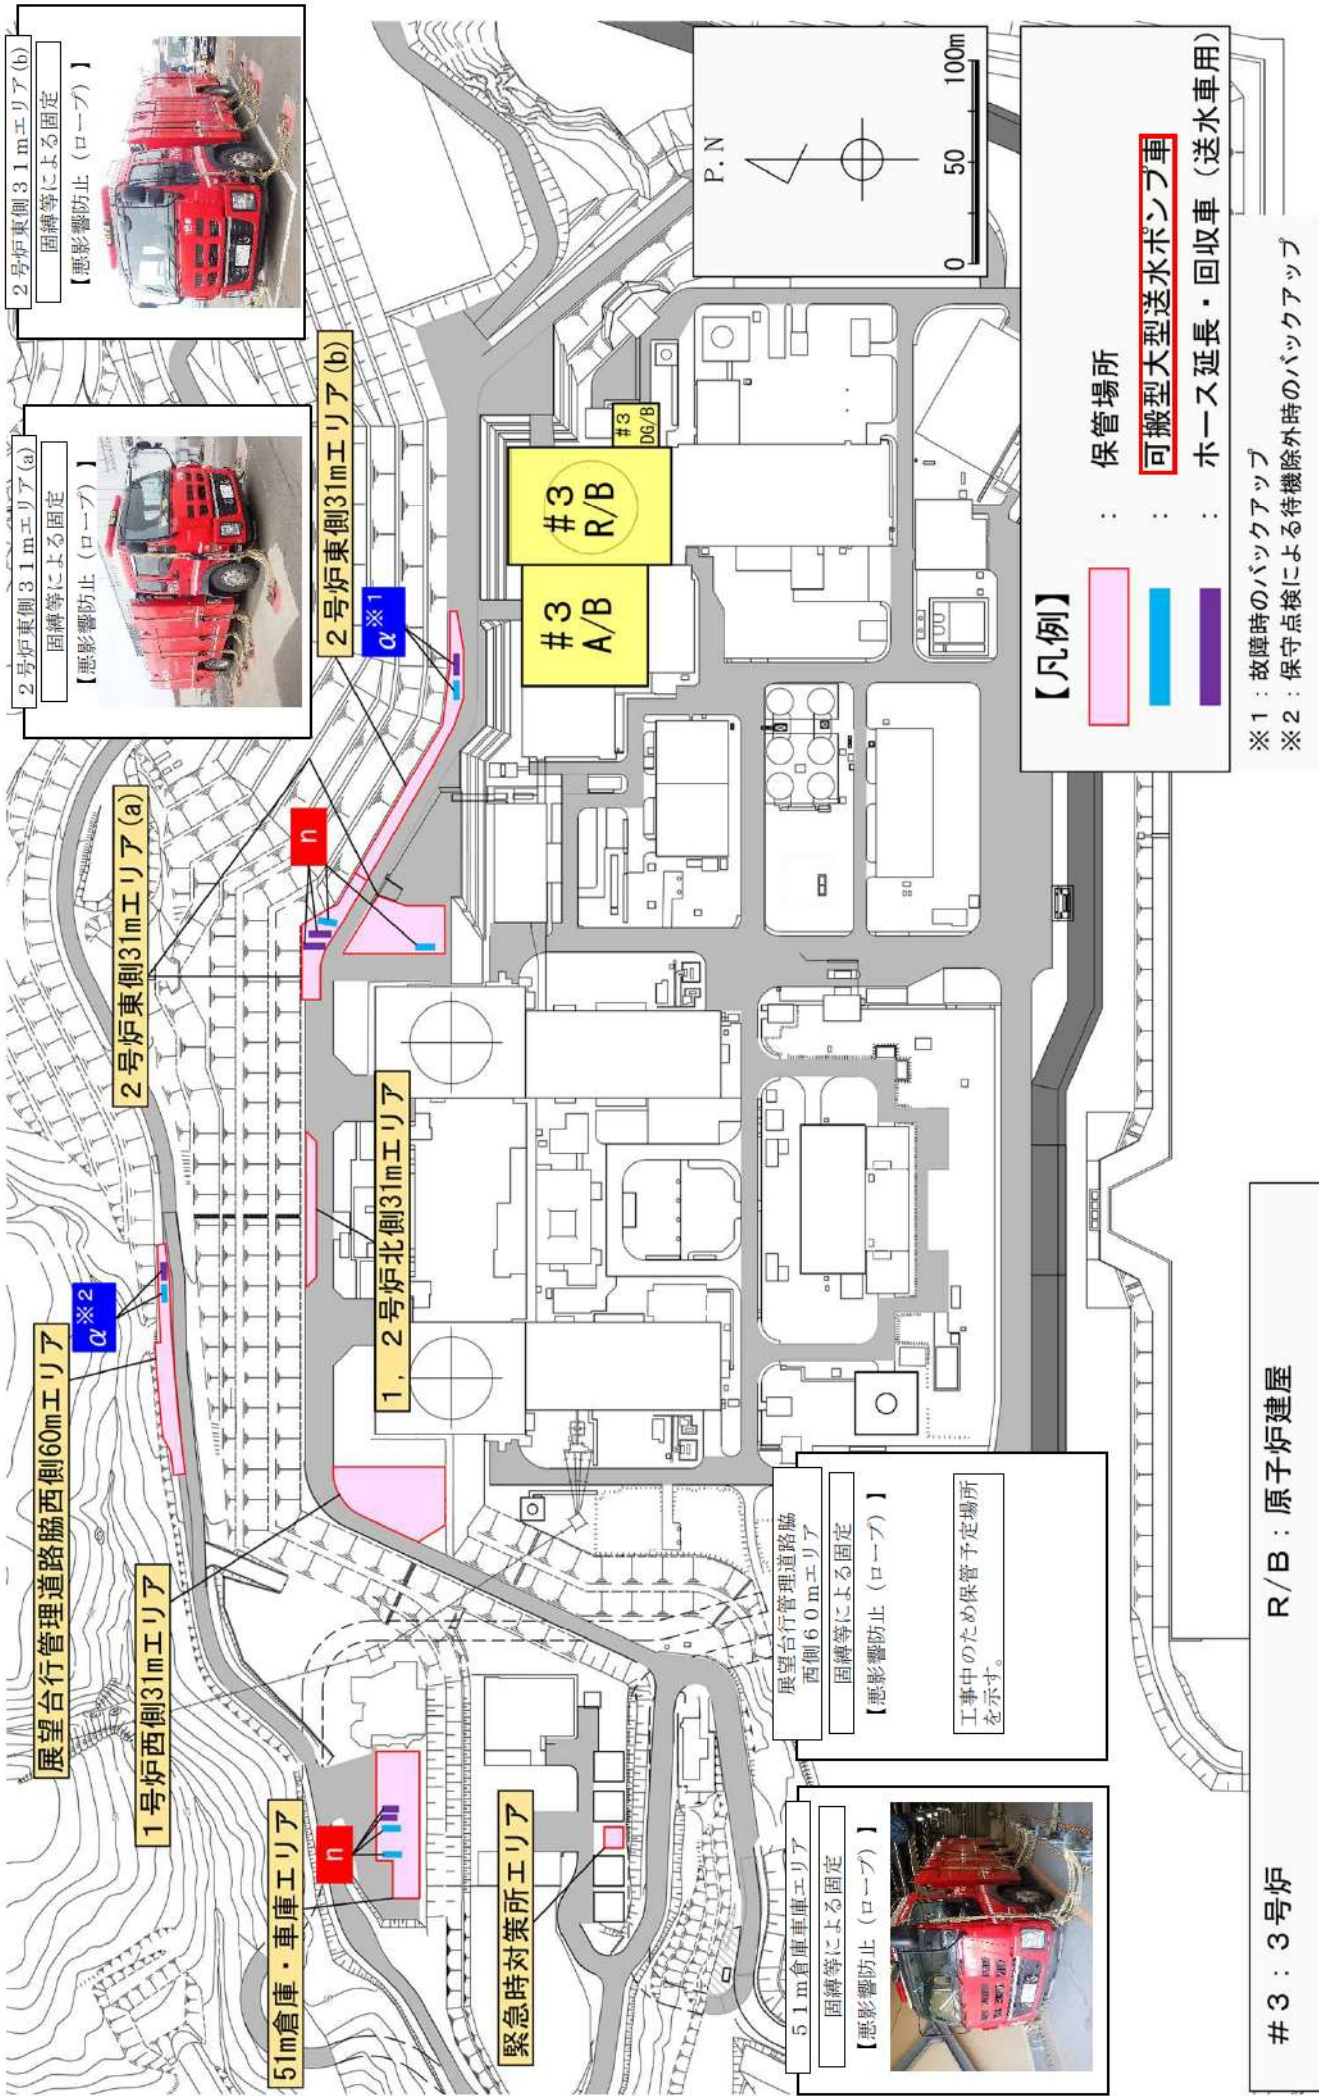 展望台行管理道路脇西側60mエリア
α※2
1号炉西側31mエリア
51m倉庫・車庫エリア
n
緊急時対策所エリア
1，2号炉北側31mエリア
2号炉東側31mエリア(a)
n
2号炉東側31mエリア(b)
α※1
#3
A/B
#3
R/B
#3
DG/B
2号炉東側31mエリア(a)
固縛等による固定
【悪影響防止（ロープ）】
2号炉東側31mエリア(b)
固縛等による固定
【悪影響防止（ロープ）】
P.N
0
50
100m
51m倉庫車庫エリア
固縛等による固定
【悪影響防止（ロープ）】
展望台行管理道路脇
西側60mエリア
固縛等による固定
【悪影響防止（ロープ）】
工事中のため保管予定場所
を示す。
【凡例】
：保管場所
：可搬型大型送水ポンプ車
：ホース延長・回収車（送水車用）
※1：故障時のバックアップ
※2：保守点検による待機除外時のバックアップ
#3：3号炉
R/B：原子炉建屋